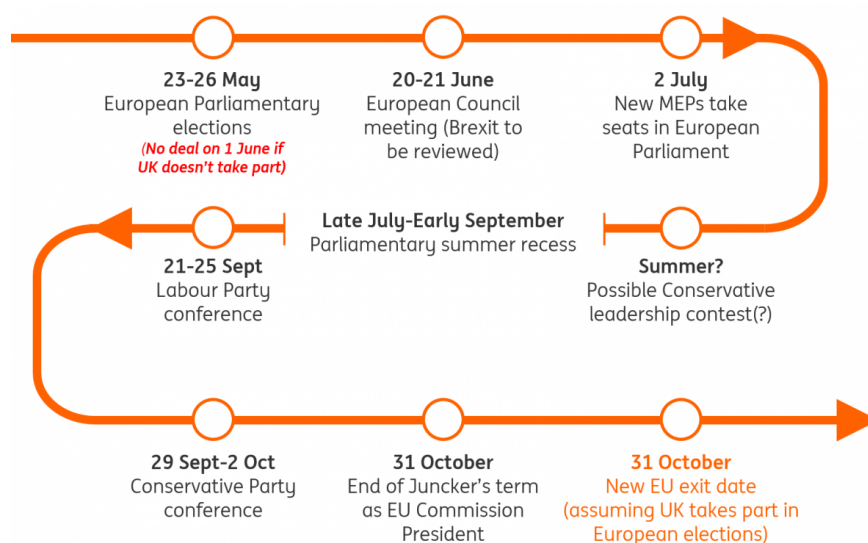 23-26 May
European Parliamentary
elections
(No deal on 1 June if
UK doesn't take part)
20-21 June
European Council
meeting (Brexit to
be reviewed)
2 July
New MEPs take
seats in European
Parliament
Summer?
Possible Conservative
leadership contest(?)
Late July-Early September
Parliamentary summer recess
21-25 Sept
Labour Party
conference
29 Sept-2 Oct
Conservative Party
conference
31 October
End of Juncker's term
as EU Commission
President
31 October
New EU exit date
(assuming UK takes part in
European elections)